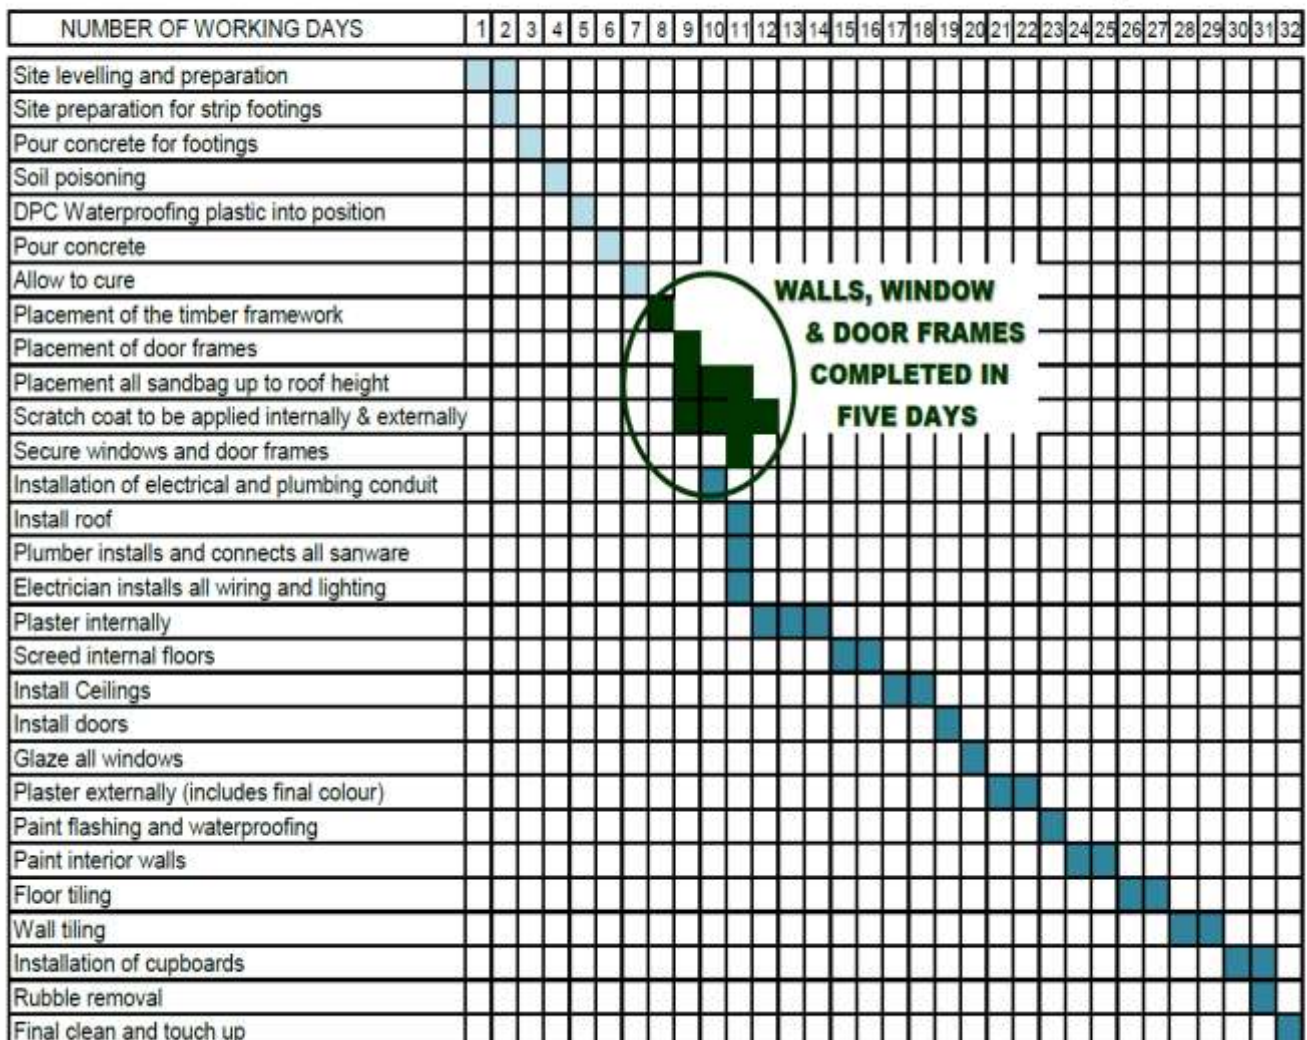 NUMBER OF WORKING DAYS 1 2 3 4 5 6 7 8 9 10 11 12 13 14 15 16 17 18 19 20 21 22 23 24 25 26 27 28 29 30 31 32
Site levelling and preparation
Site preparation for strip footings
Pour concrete for footings
Soil poisoning
DPC Waterproofing plastic into position
Pour concrete
Allow to cure
WALLS, WINDOW
Placement of the timber framework
& DOOR FRAMES
Placement of door frames
COMPLETED IN
Placement all sandbag up to roof height
FIVE DAYS
Scratch coat to be applied internally & externally
Secure windows and door frames
Installation of electrical and plumbing conduit
Install roof
Plumber installs and connects all sanware
Electrician installs all wiring and lighting
Plaster internally
Screed internal floors
Install Ceilings
Install doors
Glaze all windows
Plaster externally (includes final colour)
Paint flashing and waterproofing
Paint interior walls
Floor tiling
Wall tiling
Installation of cupboards
Rubble removal
Final clean and touch up